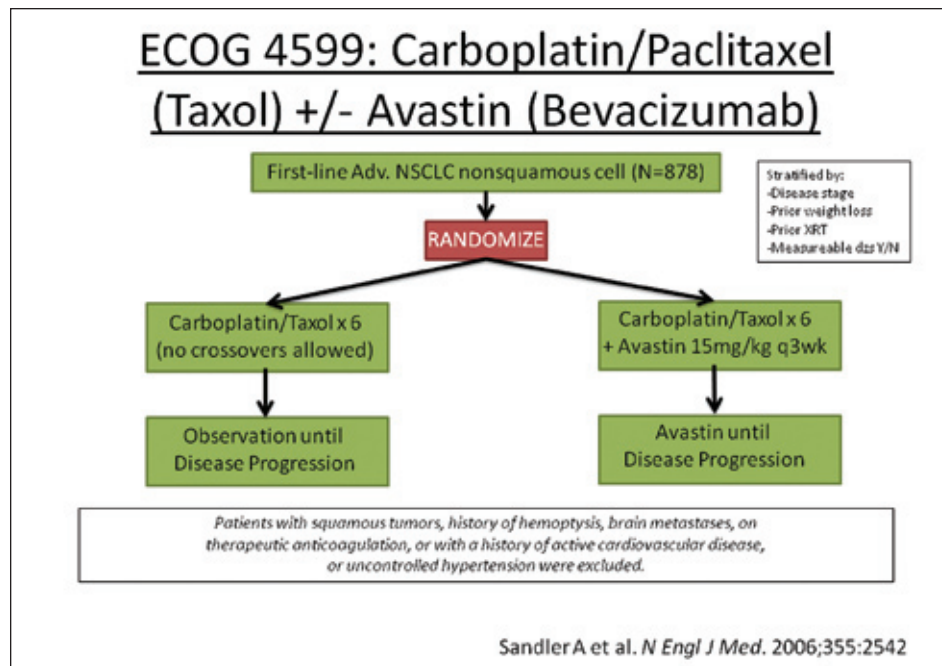 ECOG 4599: Carboplatin/Paclitaxel
(Taxol) +/- Avastin (Bevacizumab)
First-line Adv. NSCLC nonsquamous cell (N=878)
Stratified by:
-Disease stage
-Prior weight loss
-Prior XRT
-Measureable dzs Y/N
RANDOMIZE
Carboplatin/Taxol x 6
(no crossovers allowed)
Carboplatin/Taxol x 6
+ Avastin 15mg/kg q3wk
Observation until
Disease Progression
Avastin until
Disease Progression
Patients with squamous tumors, history of hemoptysis, brain metastases, on
therapeutic anticoagulation, or with a history of active cardiovascular disease,
or uncontrolled hypertension were excluded.
Sandler A et al. N Engl J Med. 2006;355:2542